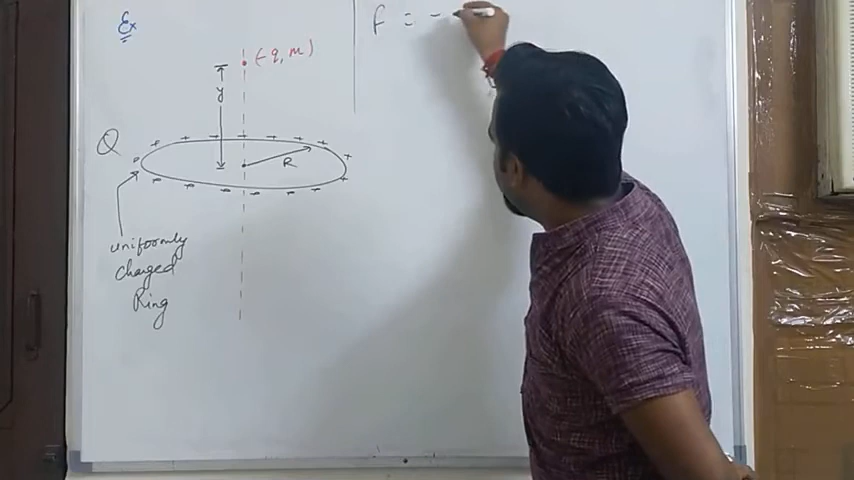 Ex
(-q, m)
y
Q
R
uniformly
charged
Ring
F = -